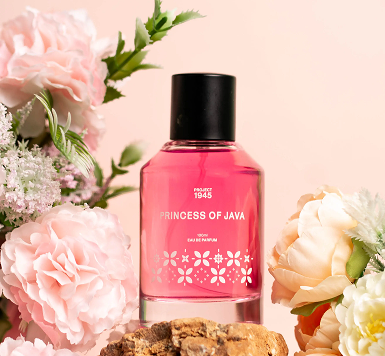 PROJECT
1945
PRINCESS OF JAVA
100ml
EAU DE PARFUM